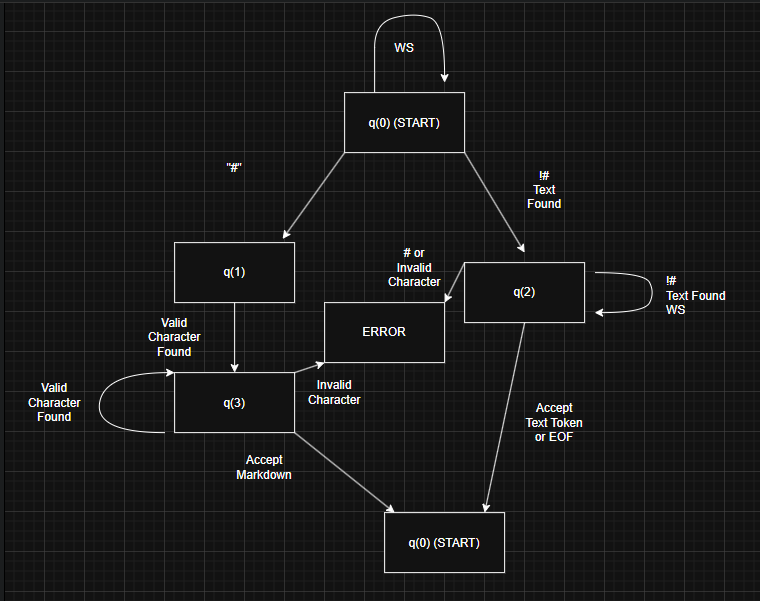 WS
q(0) (START)
"#"
!#
Text
Found
# or
Invalid
Character
q(1)
q(2)
!#
Text Found
WS
Valid
Character
Found
ERROR
Valid
Character
Found
q(3)
Invalid
Character
Accept
Text Token
or EOF
Accept
Markdown
q(0) (START)